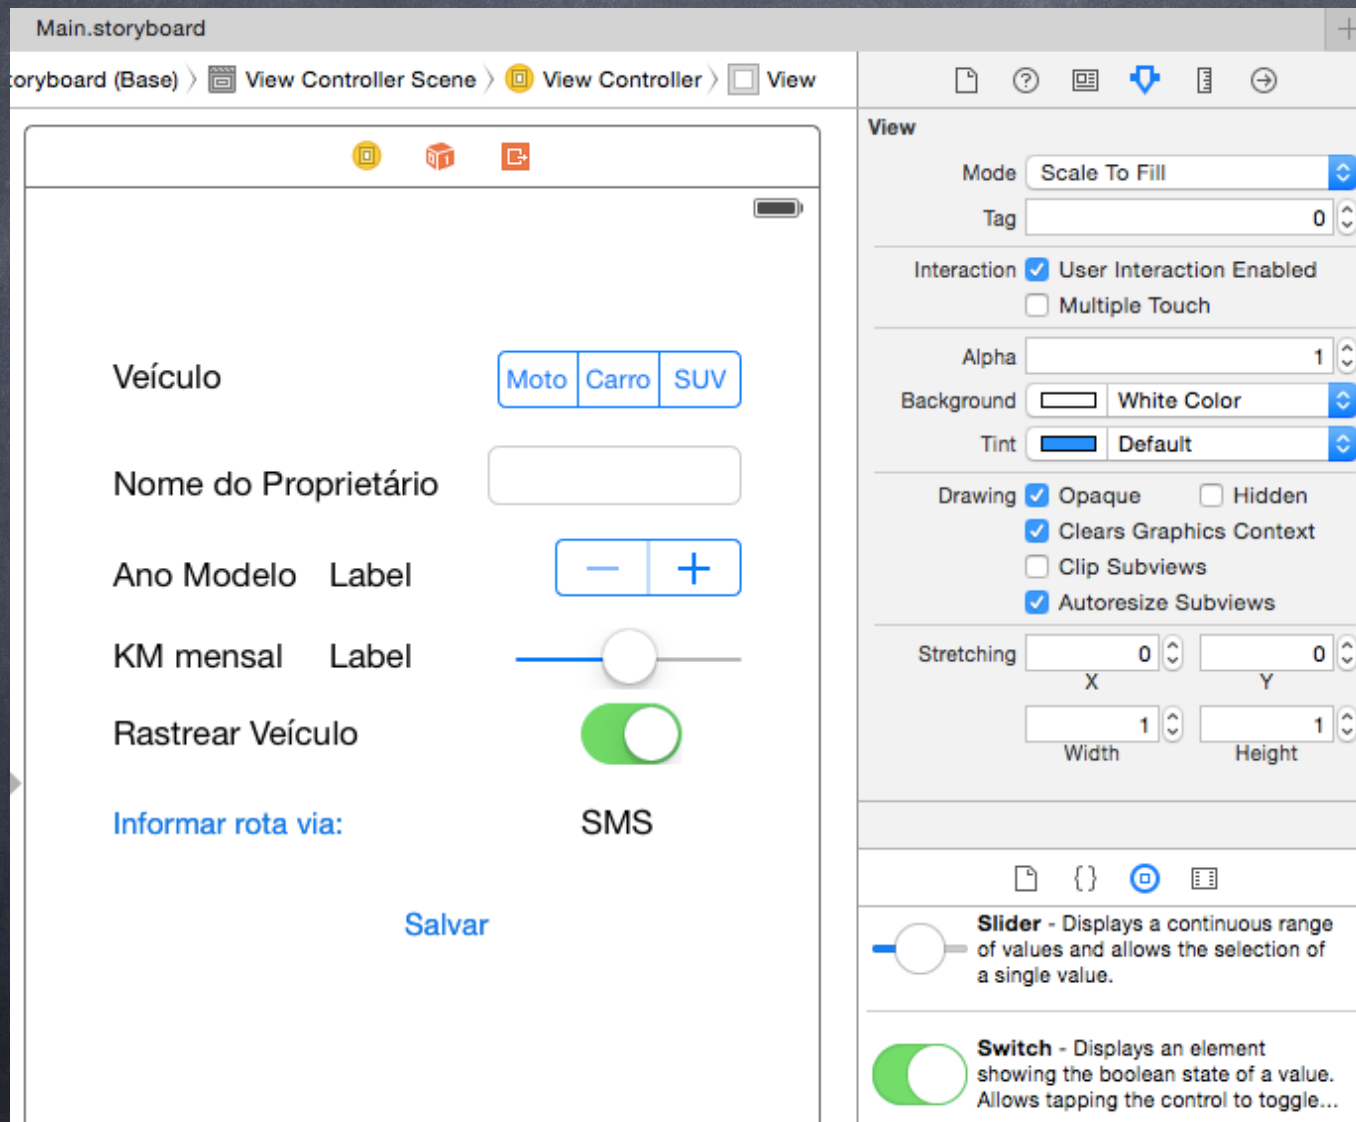 Main.storyboard
oryboard (Base) View Controller Scene View Controller View
Veículo Moto Carro SUV
Nome do Proprietário
Ano Modelo Label − +
KM mensal Label
Rastrear Veículo
Informar rota via: SMS
Salvar
View
Mode Scale To Fill
Tag 0
Interaction User Interaction Enabled
Multiple Touch
Alpha 1
Background White Color
Tint Default
Drawing Opaque Hidden
Clears Graphics Context
Clip Subviews
Autoresize Subviews
Stretching 0 0
X Y
1 1
Width Height
{}
Slider - Displays a continuous range
of values and allows the selection of
a single value.
Switch - Displays an element
showing the boolean state of a value.
Allows tapping the control to toggle...